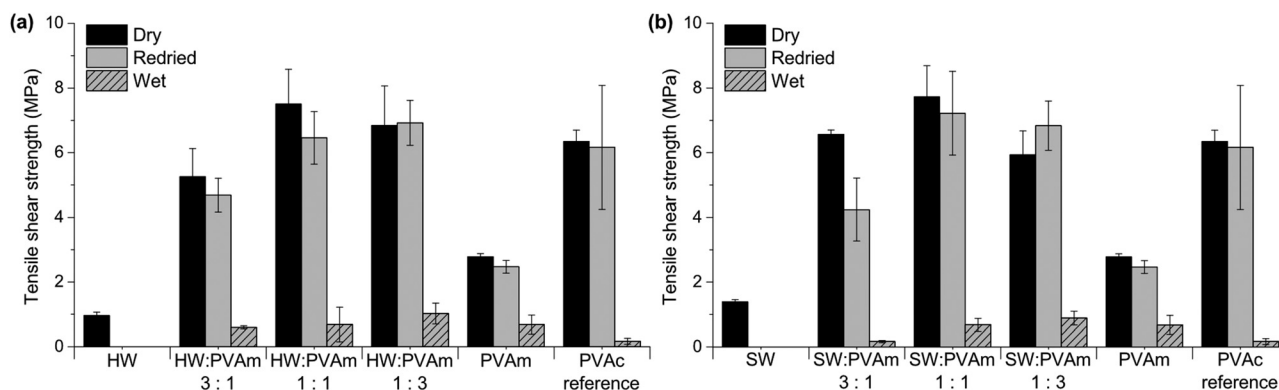 (a)
Dry
Redried
Wet
Tensile shear strength (MPa)
10
8
6
4
2
0
HW
HW:PVAm
3 : 1
HW:PVAm
1 : 1
HW:PVAm
1 : 3
PVAm
PVAc
reference
(b)
Dry
Redried
Wet
Tensile shear strength (MPa)
10
8
6
4
2
0
SW
SW:PVAm
3 : 1
SW:PVAm
1 : 1
SW:PVAm
1 : 3
PVAm
PVAc
reference